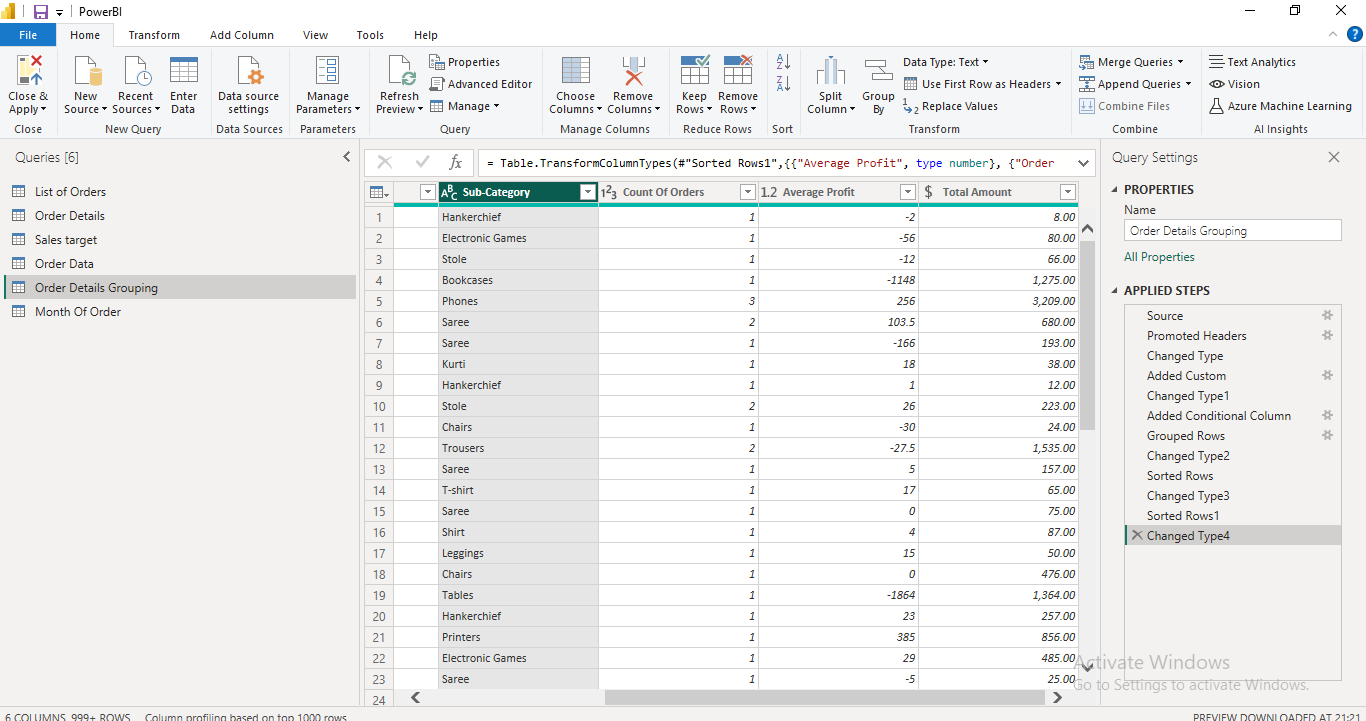 PowerBI
File Home Transform Add Column View Tools Help
Close & Apply
Close
New Source
Recent Sources
Enter Data
New Query
Data source settings
Data Sources
Manage Parameters
Parameters
Refresh Preview
Properties
Advanced Editor
Manage
Query
Choose Columns
Remove Columns
Manage Columns
Keep Rows
Remove Rows
Reduce Rows
Sort
Split Column
Group By
Data Type: Text
Use First Row as Headers
Replace Values
Transform
Merge Queries
Append Queries
Combine Files
Combine
Text Analytics
Vision
Azure Machine Learning
AI Insights
Queries [6]
List of Orders
Order Details
Sales target
Order Data
Order Details Grouping
Month Of Order
fx = Table.TransformColumnTypes(#"Sorted Rows1",{{"Average Profit", type number}, {"Order
Sub-Category Count Of Orders 1.2 Average Profit $ Total Amount
1 Hankerchief 1 -2 8.00
2 Electronic Games 1 -56 80.00
3 Stole 1 -12 66.00
4 Bookcases 1 -1148 1,275.00
5 Phones 3 256 3,209.00
6 Saree 2 103.5 680.00
7 Saree 1 -166 193.00
8 Kurti 1 18 38.00
9 Hankerchief 1 1 12.00
10 Stole 2 26 223.00
11 Chairs 1 -30 24.00
12 Trousers 2 -27.5 1,535.00
13 Saree 1 5 157.00
14 T-shirt 1 17 65.00
15 Saree 1 0 75.00
16 Shirt 1 4 87.00
17 Leggings 1 15 50.00
18 Chairs 1 0 476.00
19 Tables 1 -1864 1,364.00
20 Hankerchief 1 23 257.00
21 Printers 1 385 856.00
22 Electronic Games 1 29 485.00
23 Saree 1 -5 25.00
24
Query Settings
PROPERTIES
Name
Order Details Grouping
All Properties
APPLIED STEPS
Source
Promoted Headers
Changed Type
Added Custom
Changed Type1
Added Conditional Column
Grouped Rows
Changed Type2
Sorted Rows
Changed Type3
Sorted Rows1
Changed Type4
Activate Windows
Go to Settings to activate Windows.
6 COLUMNS, 999+ ROWS Column profiling based on top 1000 rows
PREVIEW DOWNLOADED AT 21:21